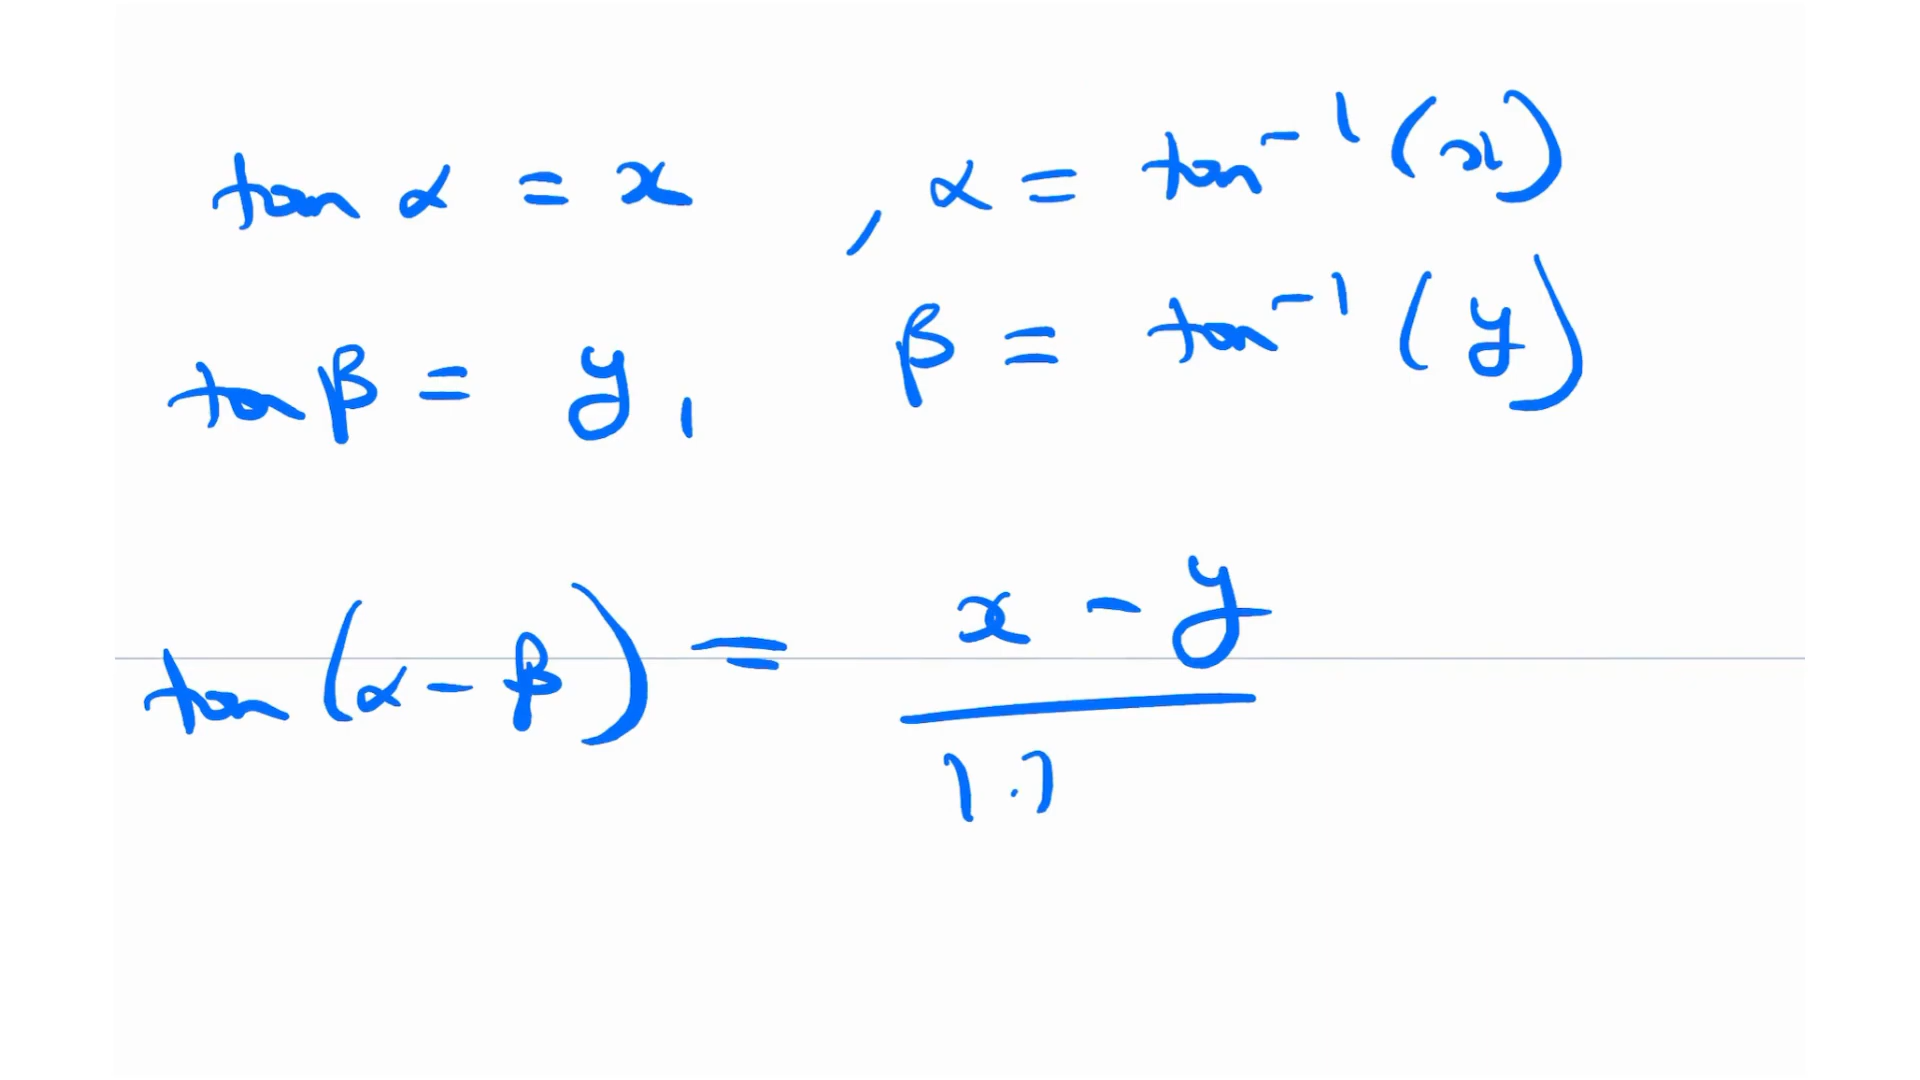 tan α = x , α = tan⁻¹(x)
tan β = y , β = tan⁻¹(y)
tan(α - β) = x - y
1